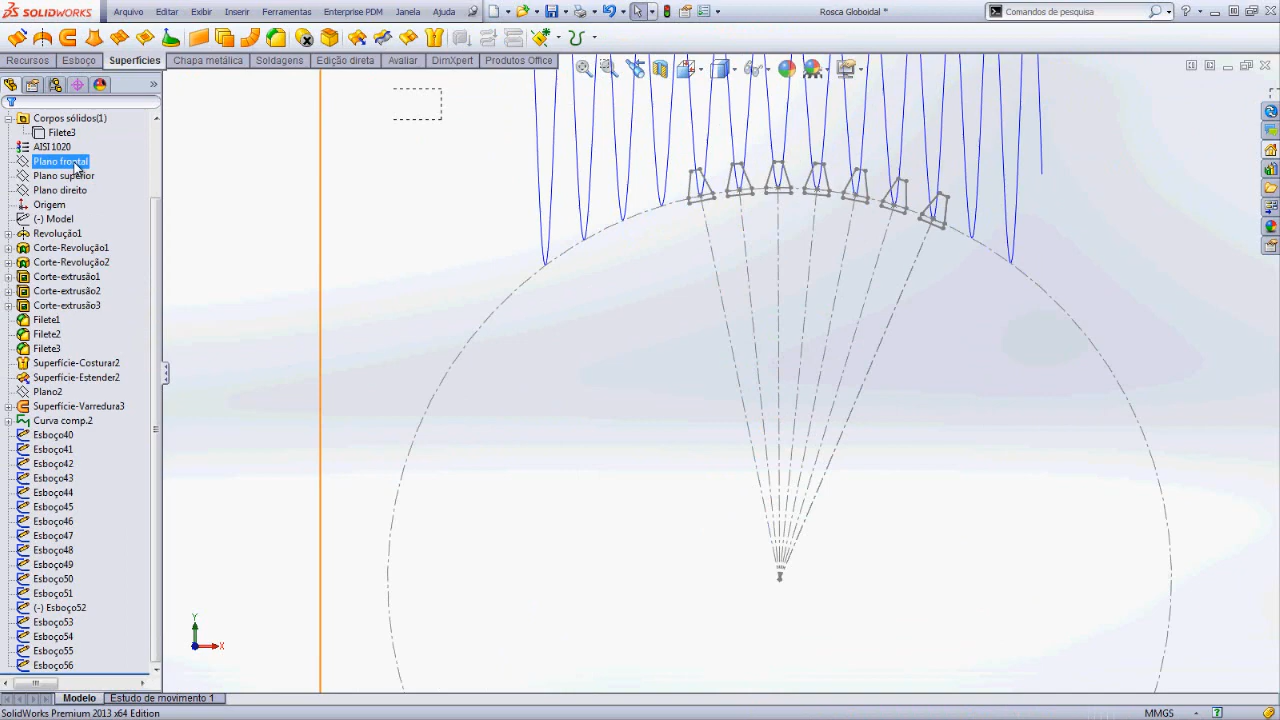 SOLIDWORKS Arquivo Editar Exibir Inserir Ferramentas Enterprise PDM Janela Ajuda Rosca Globoidal * Comandos de pesquisa
Recursos Esboço Superfícies Chapa metálica Soldagens Edição direta Avaliar DimXpert Produtos Office
Corpos sólidos(1)
Filete3
AISI 1020
Plano frontal
Plano superior
Plano direito
Origem
(-) Model
Revolução1
Corte-Revolução1
Corte-Revolução2
Corte-extrusão1
Corte-extrusão2
Corte-extrusão3
Filete1
Filete2
Filete3
Superfície-Costurar2
Superfície-Estender2
Plano2
Superfície-Varredura3
Curva comp.2
Esboço40
Esboço41
Esboço42
Esboço43
Esboço44
Esboço45
Esboço46
Esboço47
Esboço48
Esboço49
Esboço50
Esboço51
(-) Esboço52
Esboço53
Esboço54
Esboço55
Esboço56
Y
X
Modelo Estudo de movimento 1
SolidWorks Premium 2013 x64 Edition MMGS